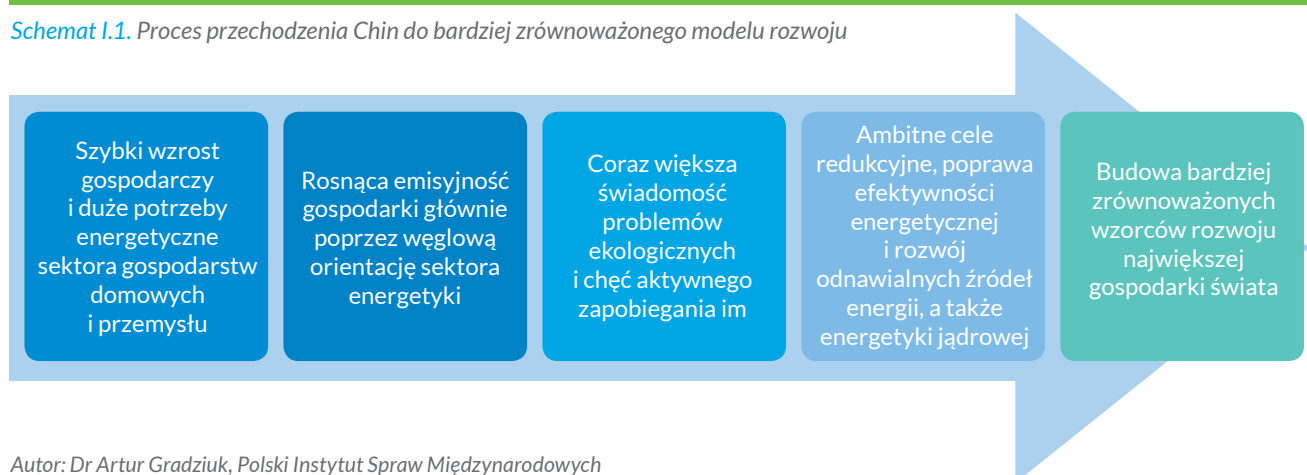 Schemat I.1. Proces przechodzenia Chin do bardziej zrównoważonego modelu rozwoju
Szybki wzrost
gospodarczy
i duże potrzeby
energetyczne
sektora gospodarstw
domowych
i przemysłu
Rosnąca emisyjność
gospodarki głównie
poprzez węglową
orientację sektora
energetyki
Coraz większa
świadomość
problemów
ekologicznych
i chęć aktywnego
zapobiegania im
Ambitne cele
redukcyjne, poprawa
efektywności
energetycznej
i rozwój
odnawialnych źródeł
energii, a także
energetyki jądrowej
Budowa bardziej
zrównoważonych
wzorców rozwoju
największej
gospodarki świata
Autor: Dr Artur Gradziuk, Polski Instytut Spraw Międzynarodowych